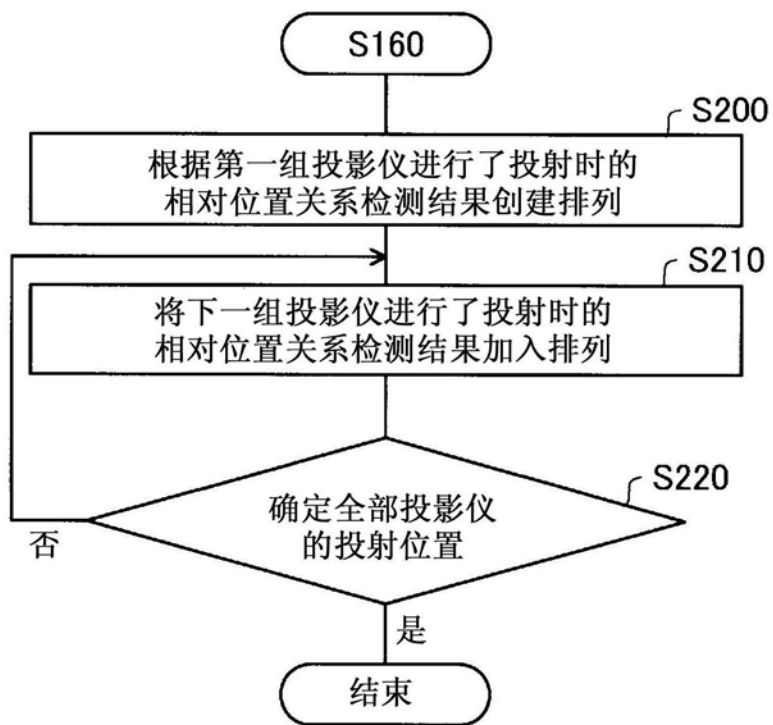 S160
S200
根据第一组投影仪进行了投射时的
相对位置关系检测结果创建排列
S210
将下一组投影仪进行了投射时的
相对位置关系检测结果加入排列
S220
确定全部投影仪
的投射位置
否
是
结束